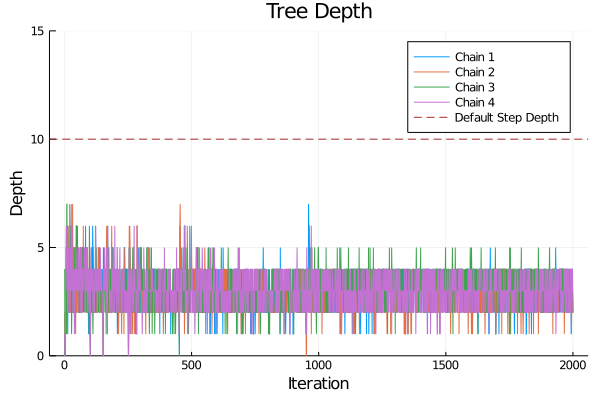 Tree Depth
15
10
5
0
Depth
Chain 1
Chain 2
Chain 3
Chain 4
Default Step Depth
0 500 1000 1500 2000
Iteration